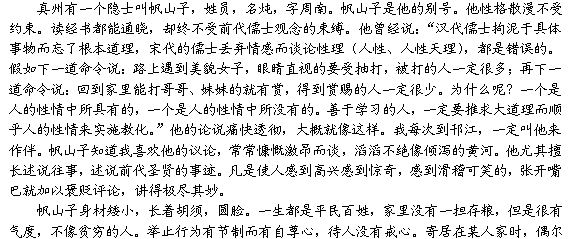 真州有一个隐士叫帆山子，姓员，名炖，字周南。帆山子是他的别号。他性格散漫不受
约束。读经书都能通晓，却终不受前代儒士观念的束缚。他曾经说：“汉代儒士拘泥于具体
事物而忘了根本道理，宋代的儒士丢弃情感而谈论性理（人性、人性天理），都是错误的。
假如下一道命令说：路上遇到美貌女子，眼睛直视的要受抽打，被打的人一定很多；再下一
道命令说：回到家里能打哥哥、妹妹的就有赏，得到赏赐的人一定很少。为什么呢？一个是
人的性情中所具有的，一个是人的性情中所没有的。善于学习的人，一定要推求大道理而顺
乎人的性情来实施教化。”他的论说痛快透彻，大概就像这样。我每次到邗江，一定叫他来
作伴。帆山子知道我喜欢他的议论，常常慷慨激昂而谈，滔滔不绝像倾泻的黄河。他尤其擅
长述说往事，述说前代圣贤的事迹。凡是使人感到高兴感到惊奇，感到滑稽可笑的，张开嘴
巴就加以褒贬评论，讲得极尽其妙。
帆山子身材矮小，长着胡须，圆脸。一生都是平民百姓，家里没有一担存粮，但是很有
气度，不像贫穷的人。举止行为有节制而有自尊心，待人没有戒心。寄居在某人家时，偶尔